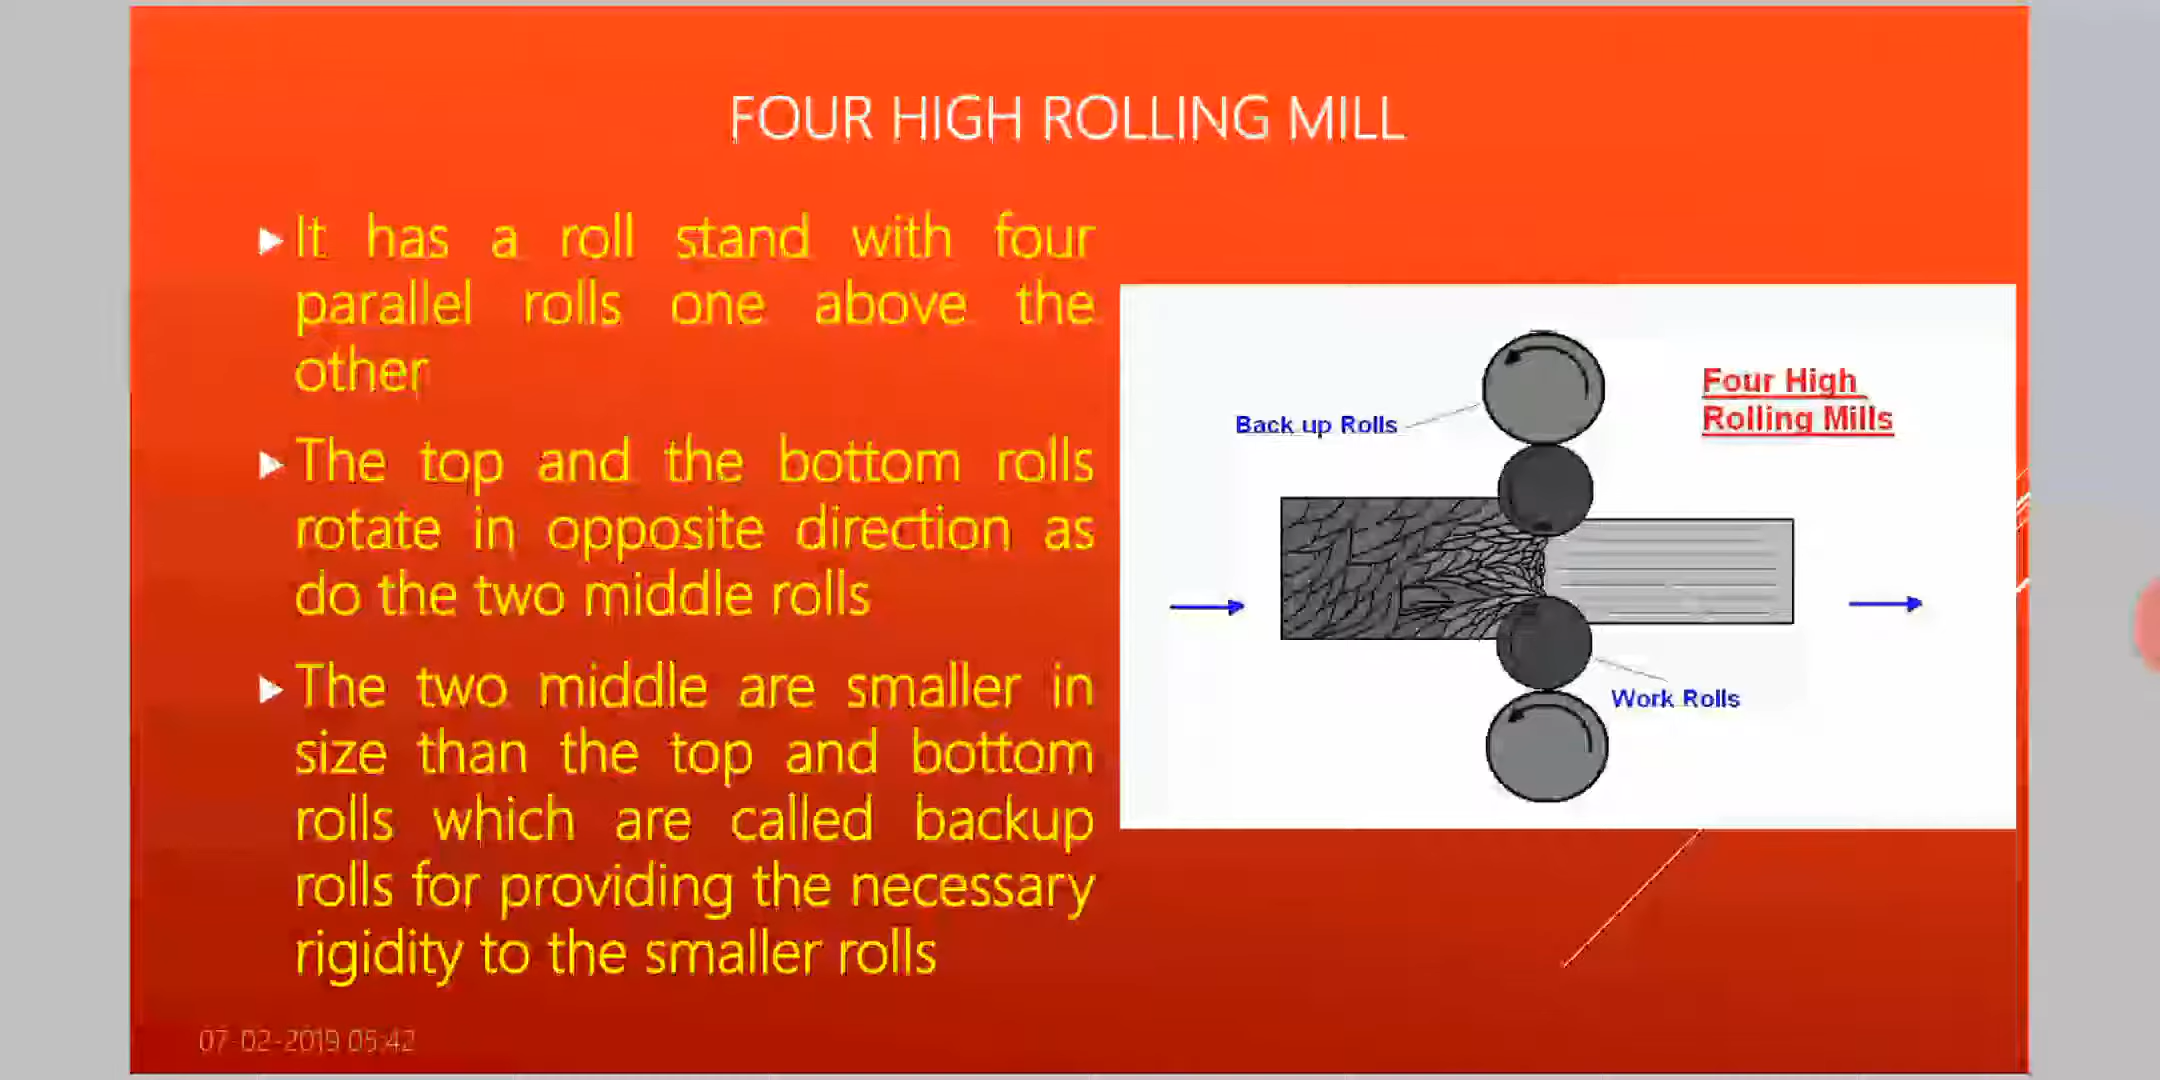 FOUR HIGH ROLLING MILL
It has a roll stand with four
parallel rolls one above the
other
The top and the bottom rolls
rotate in opposite direction as
do the two middle rolls
The two middle are smaller in
size than the top and bottom
rolls which are called backup
rolls for providing the necessary
rigidity to the smaller rolls
Four High
Rolling Mills
Back up Rolls
Work Rolls
07-02-2019 05:42